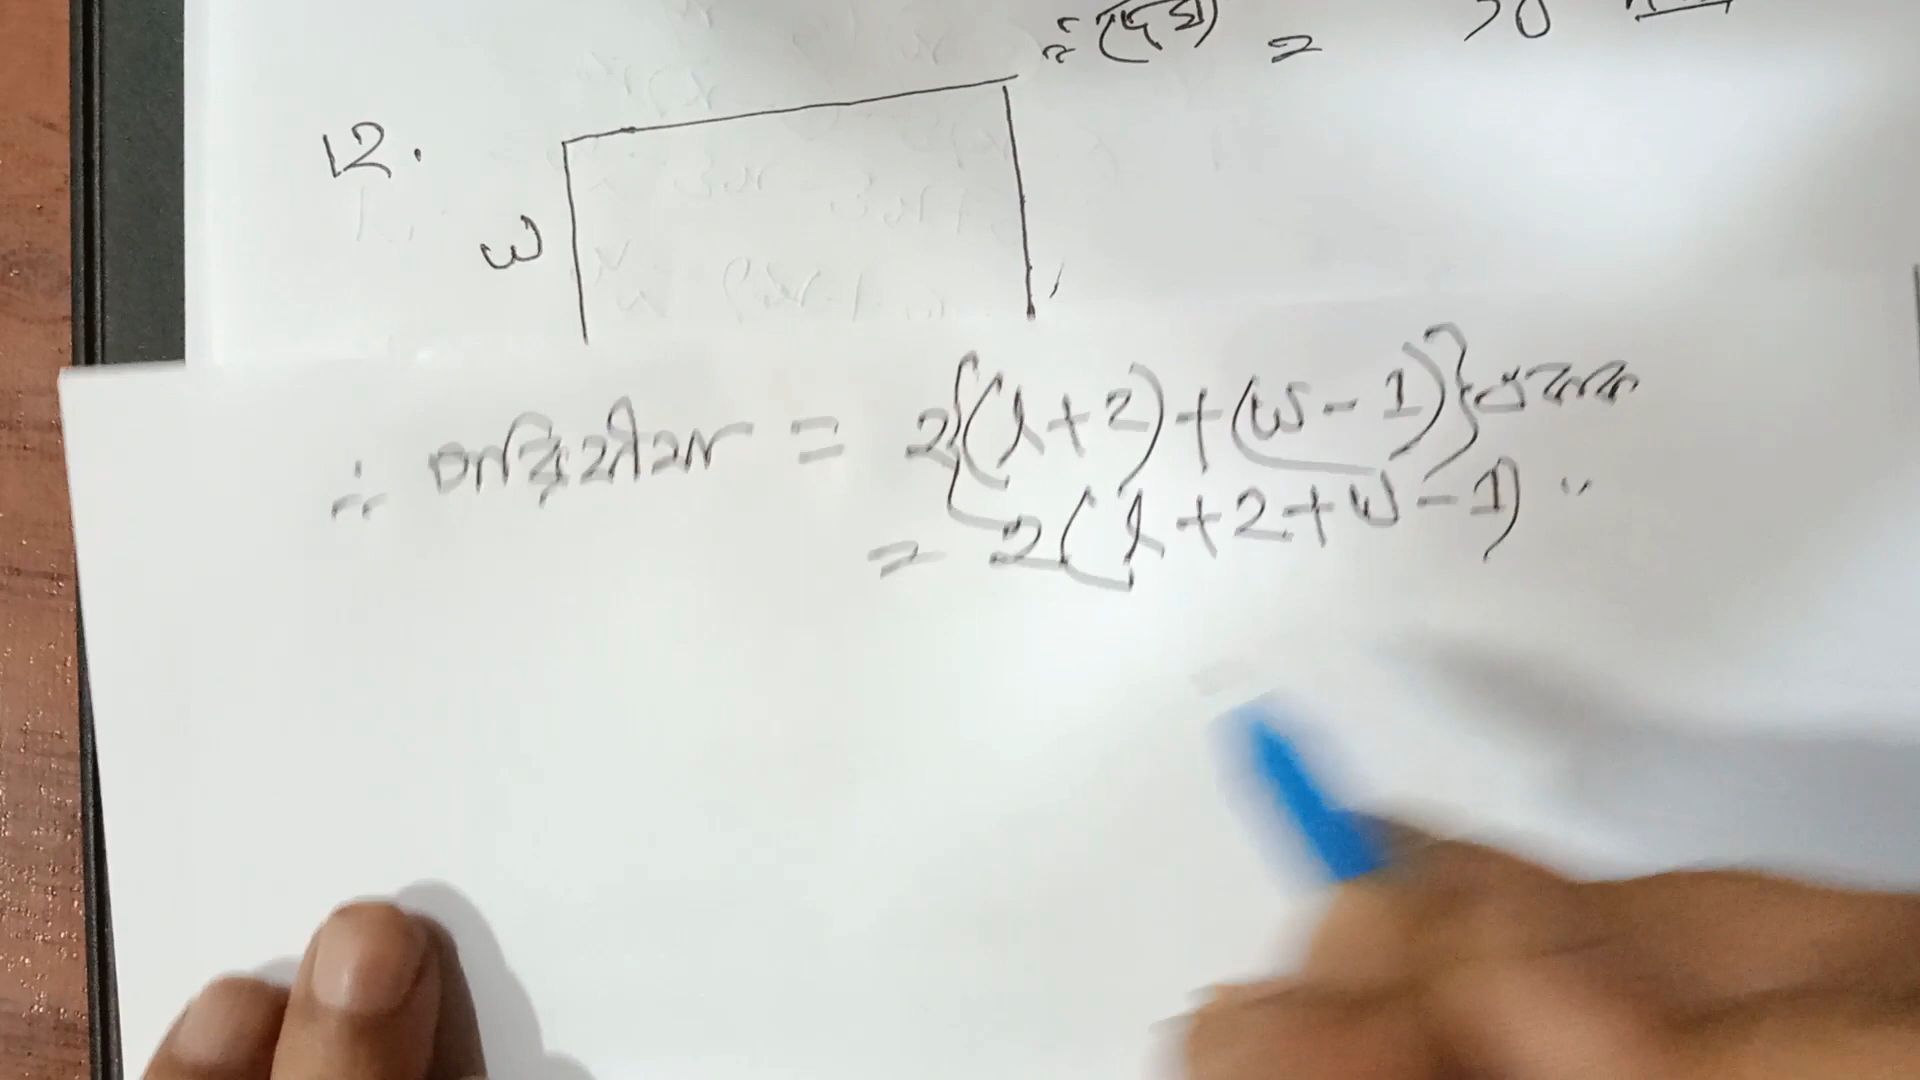 12.
w
∴ পরিসীমা = 2{(l+2)+(w-1)} একক
= 2(l+2+w-1) "